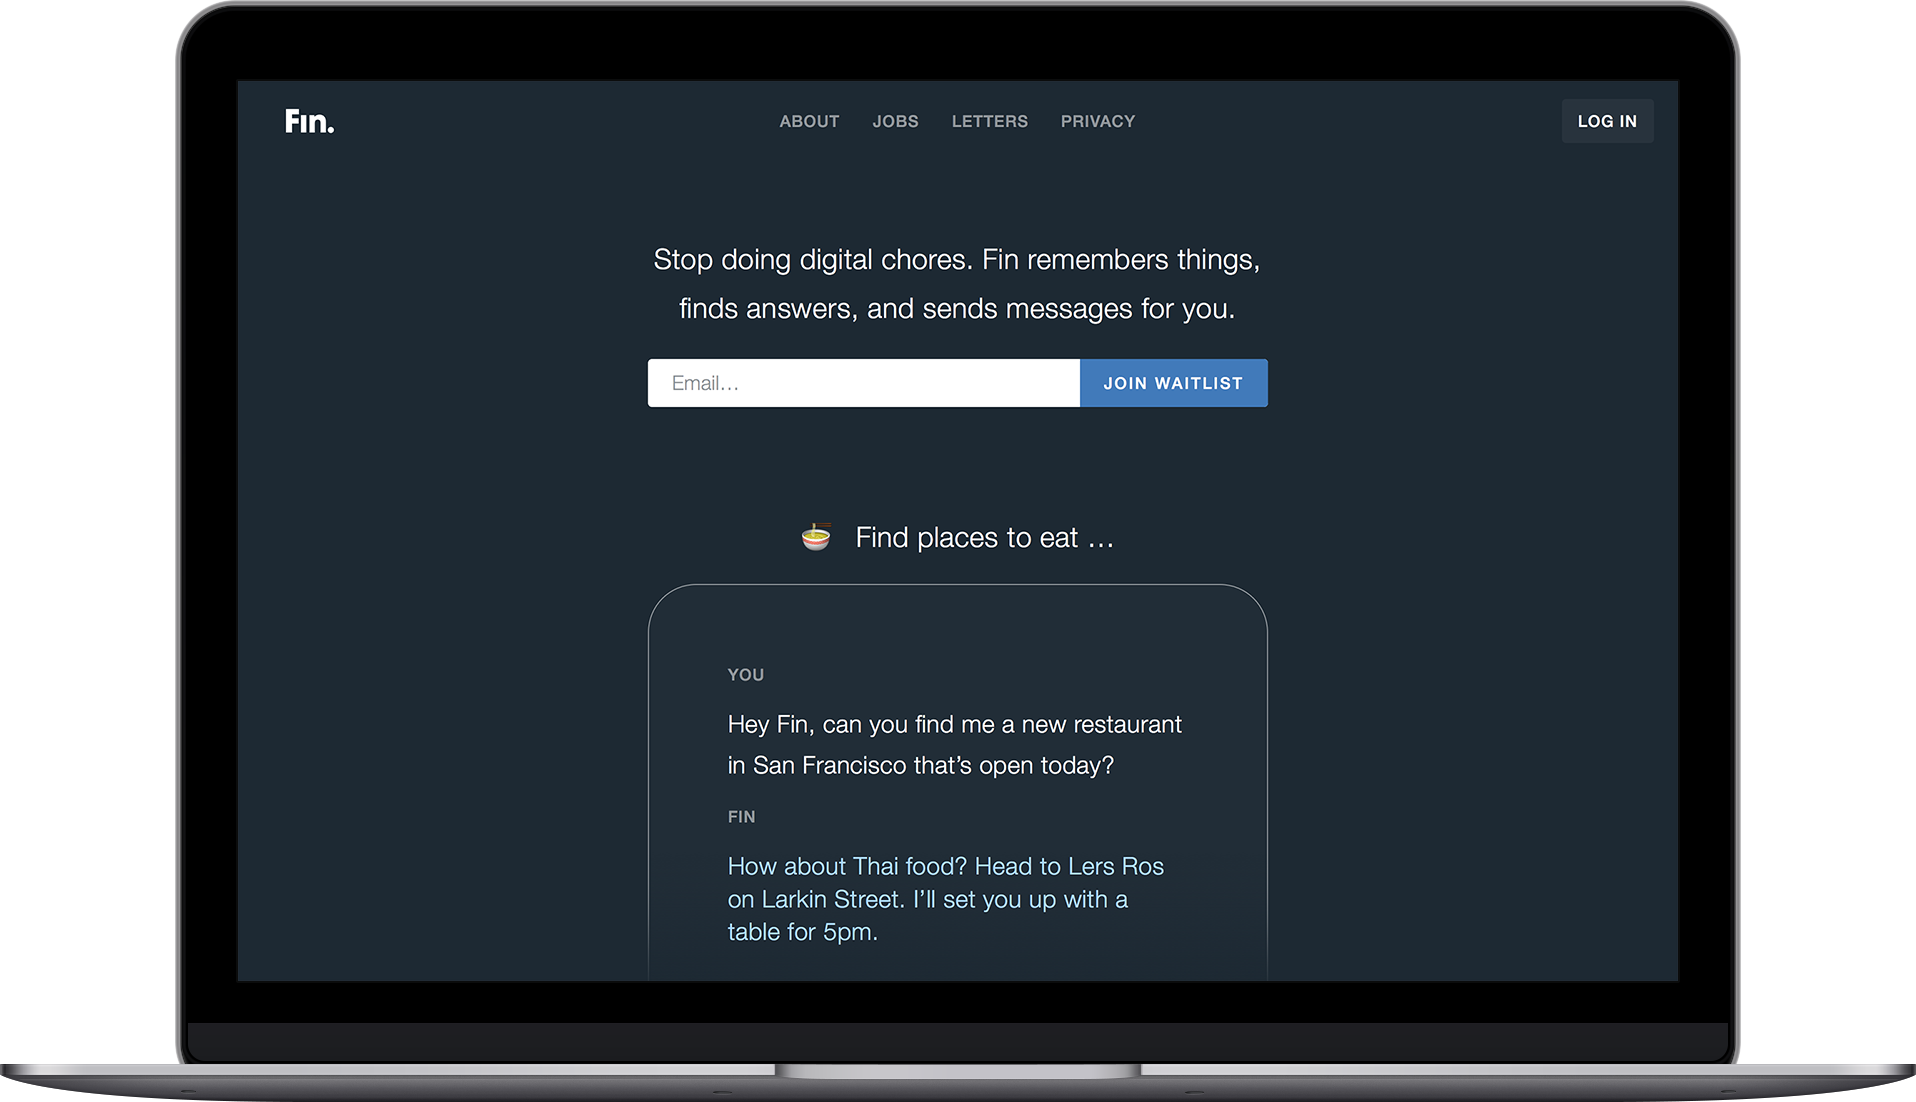 Fin.
ABOUT JOBS LETTERS PRIVACY
LOG IN
Stop doing digital chores. Fin remembers things,
finds answers, and sends messages for you.
Email…
JOIN WAITLIST
Find places to eat …
YOU
Hey Fin, can you find me a new restaurant
in San Francisco that’s open today?
FIN
How about Thai food? Head to Lers Ros
on Larkin Street. I’ll set you up with a
table for 5pm.